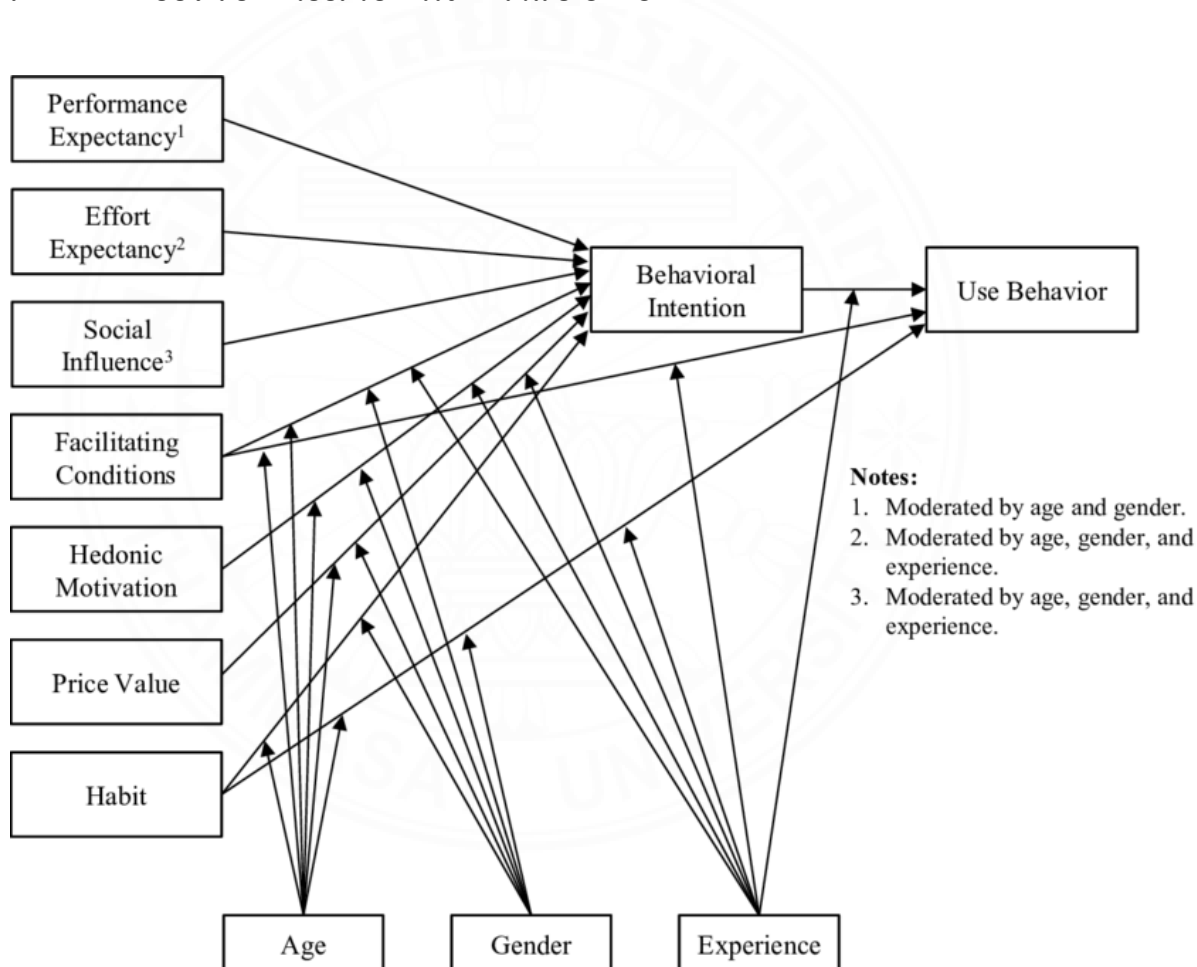 Performance
Expectancy1
Effort
Expectancy2
Social
Influence3
Facilitating
Conditions
Hedonic
Motivation
Price Value
Habit
Behavioral
Intention
Use Behavior
Notes:
1. Moderated by age and gender.
2. Moderated by age, gender, and
experience.
3. Moderated by age, gender, and
experience.
Age
Gender
Experience